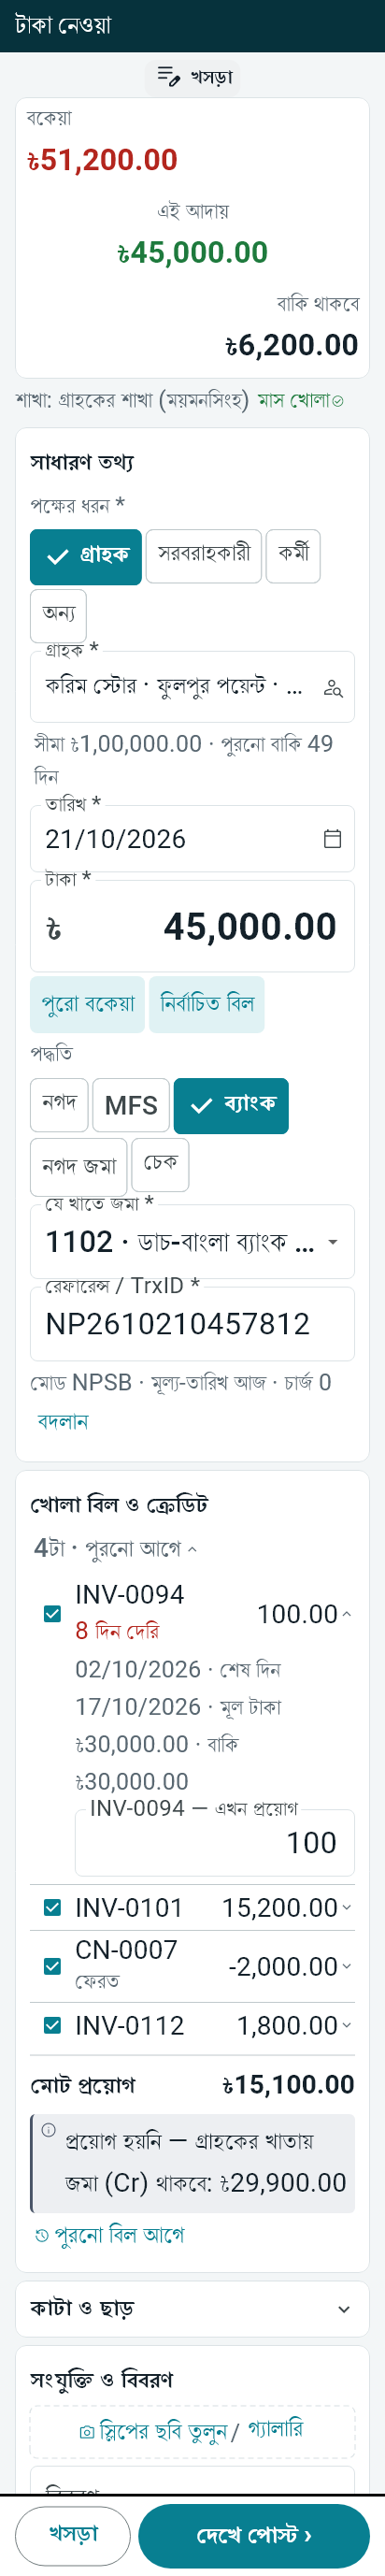 টাকা নেওয়া
খসড়া
বকেয়া
৳51,200.00
এই আদায়
৳45,000.00
বাকি থাকবে
৳6,200.00
শাখা: গ্রাহকের শাখা (ময়মনসিংহ) মাস খোলা
সাধারণ তথ্য
পক্ষের ধরন *
গ্রাহক সরবরাহকারী কর্মী
অন্য
গ্রাহক *
করিম স্টোর · ফুলপুর পয়েন্ট · ...
সীমা ৳1,00,000.00 · পুরনো বাকি 49
দিন
তারিখ *
21/10/2026
টাকা *
৳ 45,000.00
পুরো বকেয়া নির্বাচিত বিল
পদ্ধতি
নগদ MFS ব্যাংক
নগদ জমা চেক
যে খাতে জমা *
1102 · ডাচ-বাংলা ব্যাংক ...
রেফারেন্স / TrxID *
NP2610210457812
মোড NPSB · মূল্য-তারিখ আজ · চার্জ 0
বদলান
খোলা বিল ও ক্রেডিট
4টা · পুরনো আগে
INV-0094 100.00
8 দিন দেরি
02/10/2026 · শেষ দিন
17/10/2026 · মূল টাকা
৳30,000.00 · বাকি
৳30,000.00
INV-0094 — এখন প্রয়োগ
100
INV-0101 15,200.00
CN-0007 -2,000.00
ফেরত
INV-0112 1,800.00
মোট প্রয়োগ ৳15,100.00
প্রয়োগ হয়নি — গ্রাহকের খাতায়
জমা (Cr) থাকবে: ৳29,900.00
পুরনো বিল আগে
কাটা ও ছাড়
সংযুক্তি ও বিবরণ
স্লিপের ছবি তুলুন / গ্যালারি
খসড়া দেখে পোস্ট ›